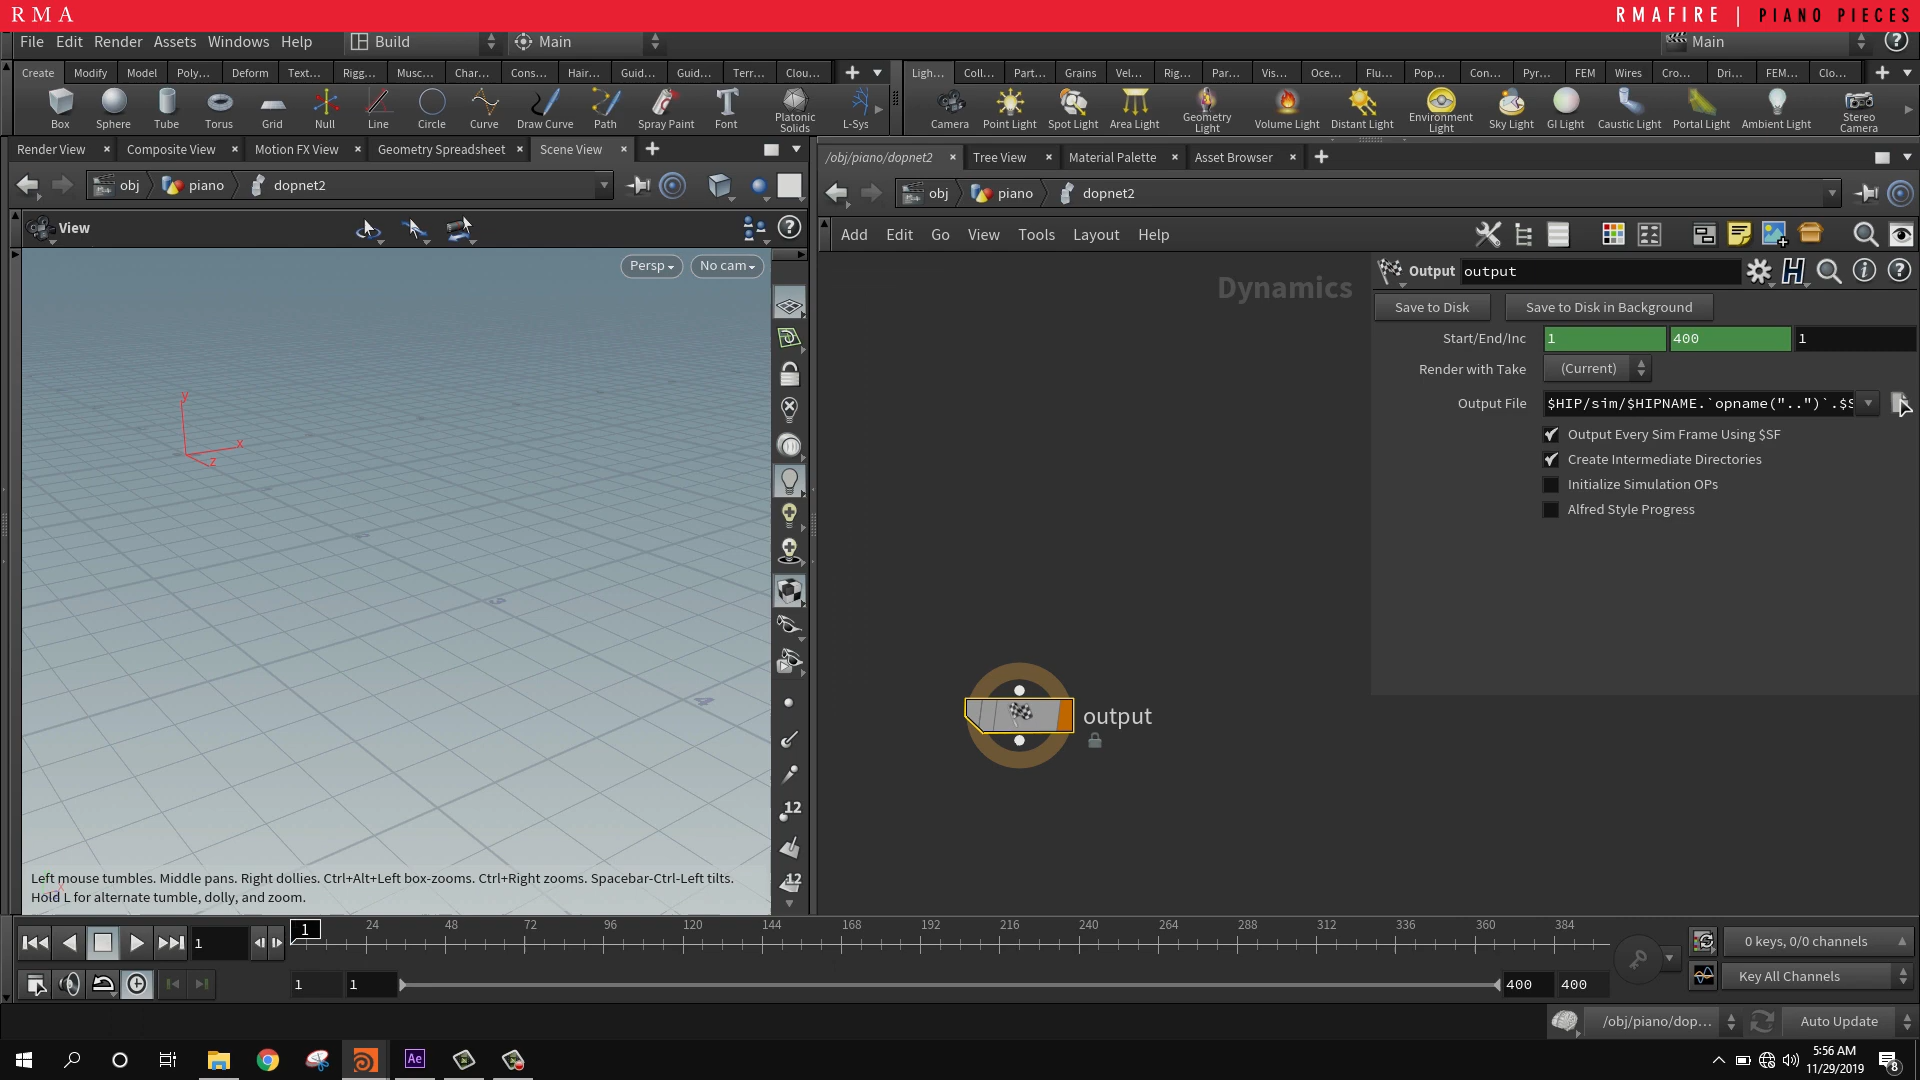 RMA
RMAFIRE | PIANO PIECES
File Edit Render Assets Windows Help Build Main Main
Create Modify Model Poly... Deform Text... Rigg... Musc... Char... Cons... Hair... Guid... Guid... Terr... Clou...
Ligh... Coll... Part... Grains Vel... Rig... Par... Vis... Oce... Flu... Pop... Con... Pyr... FEM Wires Cro... Dri... FEM... Clo...
Box Sphere Tube Torus Grid Null Line Circle Curve Draw Curve Path Spray Paint Font Platonic Solids L-Sys
Camera Point Light Spot Light Area Light Geometry Light Volume Light Distant Light Environment Light Sky Light GI Light Caustic Light Portal Light Ambient Light Stereo Camera
Render View Composite View Motion FX View Geometry Spreadsheet Scene View
/obj/piano/dopnet2 Tree View Material Palette Asset Browser
obj piano dopnet2
obj piano dopnet2
View
Add Edit Go View Tools Layout Help
Persp No cam
Dynamics
Output output
Save to Disk Save to Disk in Background
Start/End/Inc 1 400 1
Render with Take (Current)
Output File $HIP/sim/$HIPNAME.`opname("..")`.$S
Output Every Sim Frame Using $SF
Create Intermediate Directories
Initialize Simulation OPs
Alfred Style Progress
y
x
z
output
12
12
Left mouse tumbles. Middle pans. Right dollies. Ctrl+Alt+Left box-zooms. Ctrl+Right zooms. Spacebar-Ctrl-Left tilts.
Hold L for alternate tumble, dolly, and zoom.
1 1 24 48 72 96 120 144 168 192 216 240 264 288 312 336 360 384
0 keys, 0/0 channels
1 1 400 400
Key All Channels
/obj/piano/dop... Auto Update
Ae
5:56 AM
11/29/2019
8